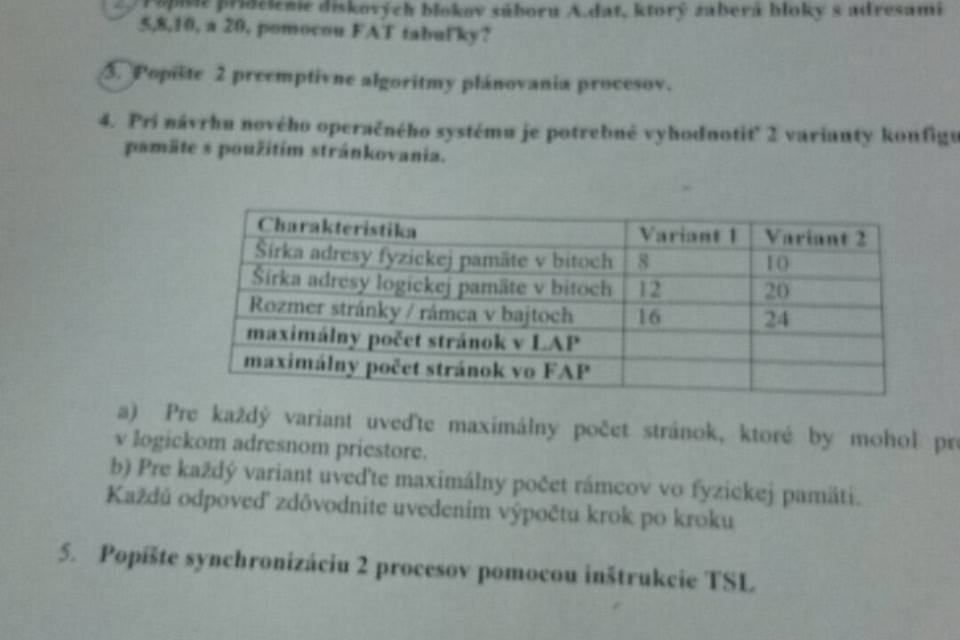 2. Popíšte pridelenie diskových blokov súboru A.dat, ktorý zaberá bloky s adresami
5,8,10, a 20, pomocou FAT tabuľky?
3. Popíšte 2 preemptívne algoritmy plánovania procesov.
4. Pri návrhu nového operačného systému je potrebné vyhodnotiť 2 varianty konfigu
pamäte s použitím stránkovania.
Charakteristika Variant 1 Variant 2
Šírka adresy fyzickej pamäte v bitoch 8 10
Šírka adresy logickej pamäte v bitoch 12 20
Rozmer stránky / rámca v bajtoch 16 24
maximálny počet stránok v LAP
maximálny počet stránok vo FAP
a) Pre každý variant uveďte maximálny počet stránok, ktoré by mohol pro
v logickom adresnom priestore.
b) Pre každý variant uveďte maximálny počet rámcov vo fyzickej pamäti.
Každú odpoveď zdôvodnite uvedením výpočtu krok po kroku
5. Popíšte synchronizáciu 2 procesov pomocou inštrukcie TSL